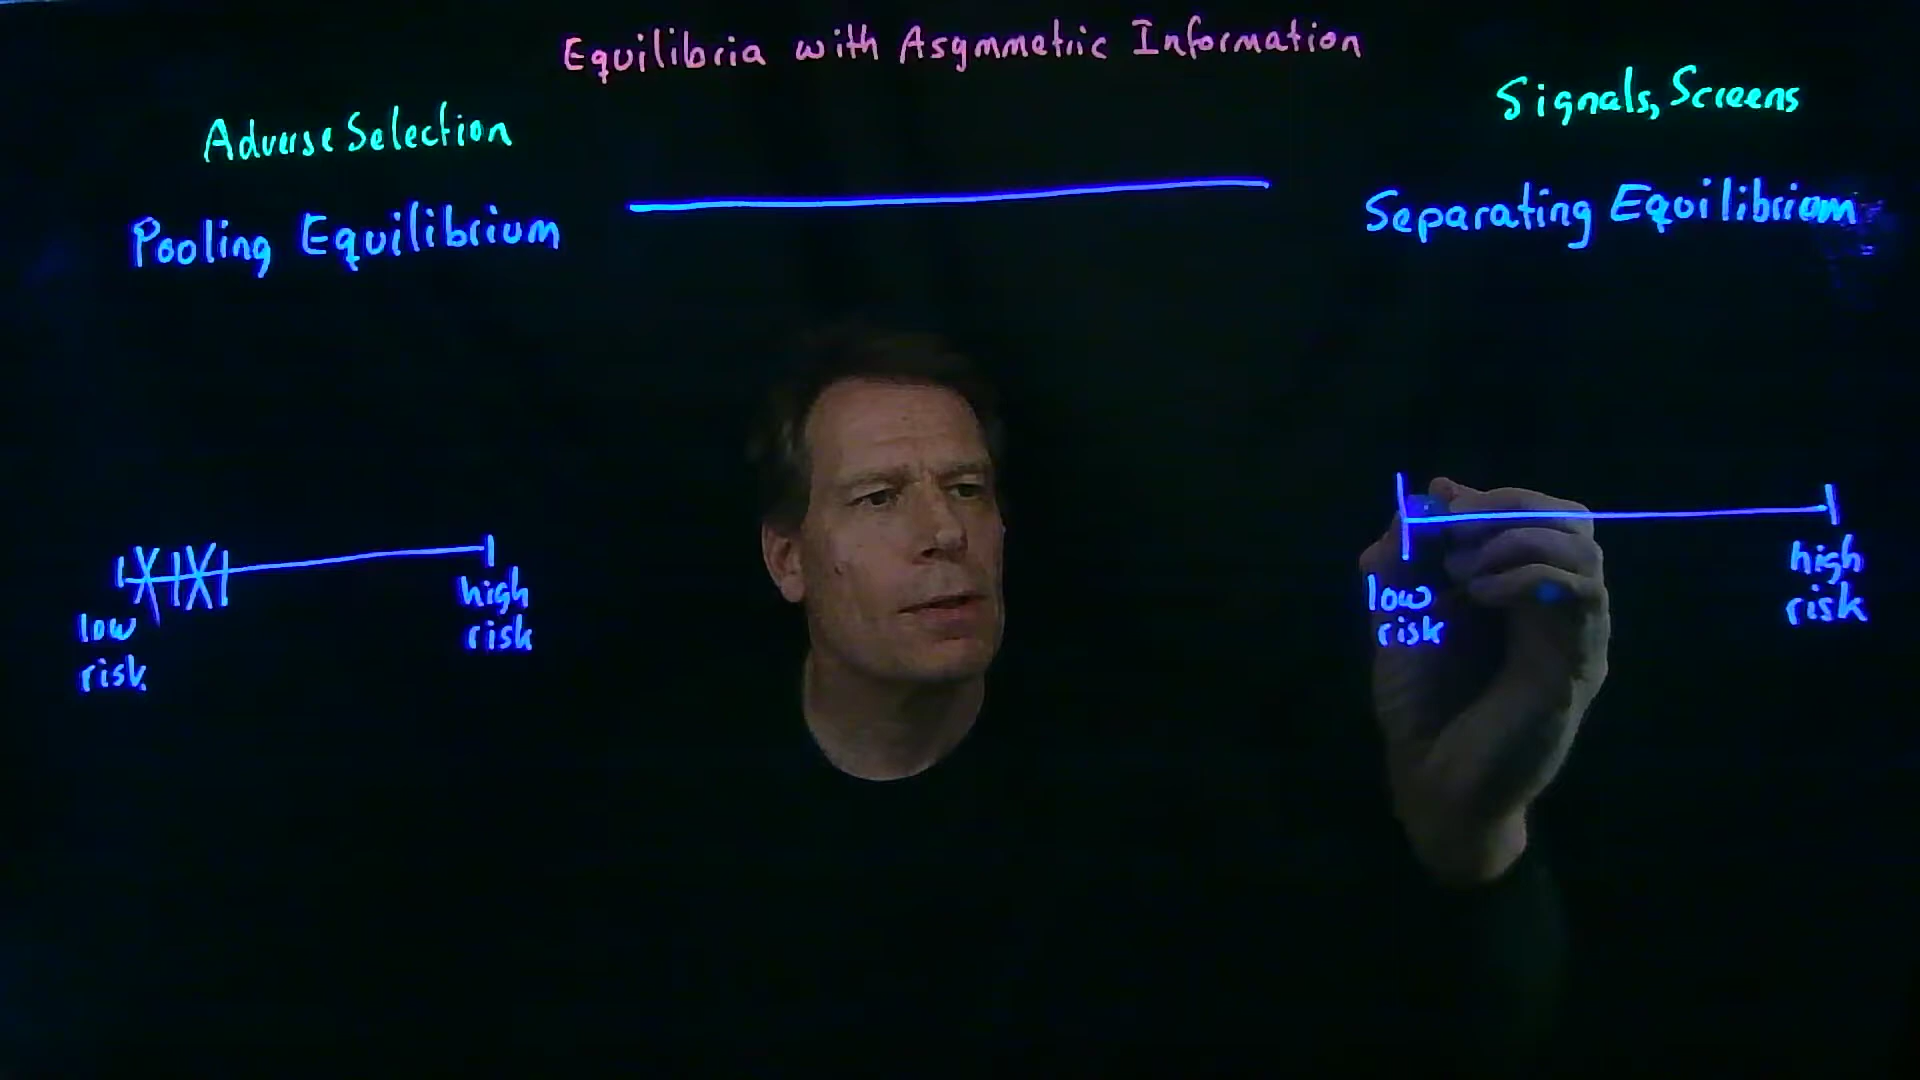 Equilibria with Asymmetric Information
Adverse Selection
Signals, Screens
Pooling Equilibrium
Separating Equilibrium
low
risk
high
risk
low
risk
high
risk